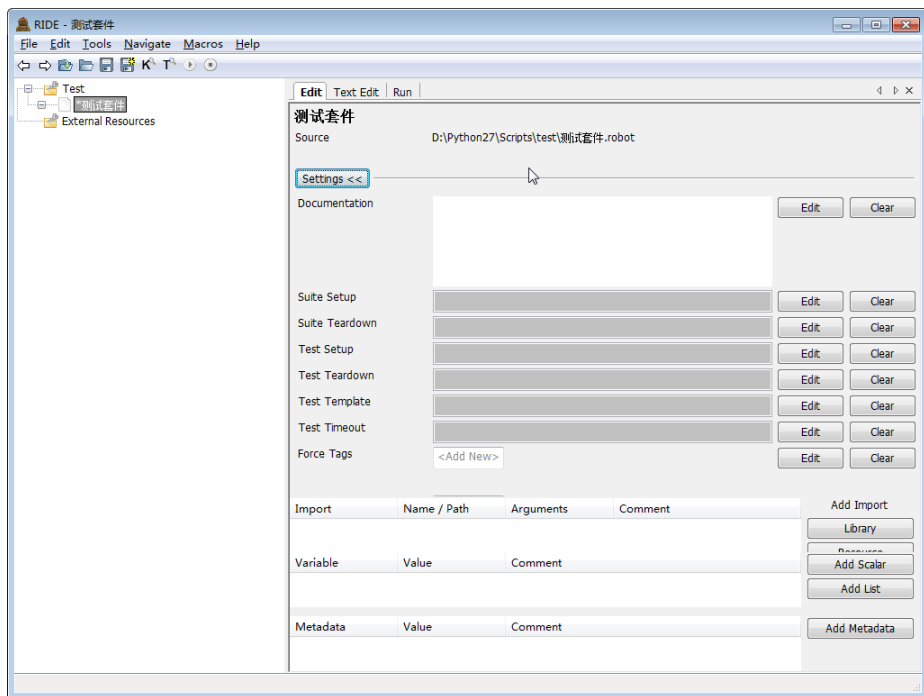 RIDE - 测试套件
File Edit Tools Navigate Macros Help
Test
*测试套件
External Resources
Edit Text Edit Run
测试套件
Source D:\Python27\Scripts\test\测试套件.robot
Settings <<
Documentation Edit Clear
Suite Setup Edit Clear
Suite Teardown Edit Clear
Test Setup Edit Clear
Test Teardown Edit Clear
Test Template Edit Clear
Test Timeout Edit Clear
Force Tags <Add New> Edit Clear
Import Name / Path Arguments Comment Add Import
Library
Resource
Variable Value Comment Add Scalar
Add List
Metadata Value Comment Add Metadata